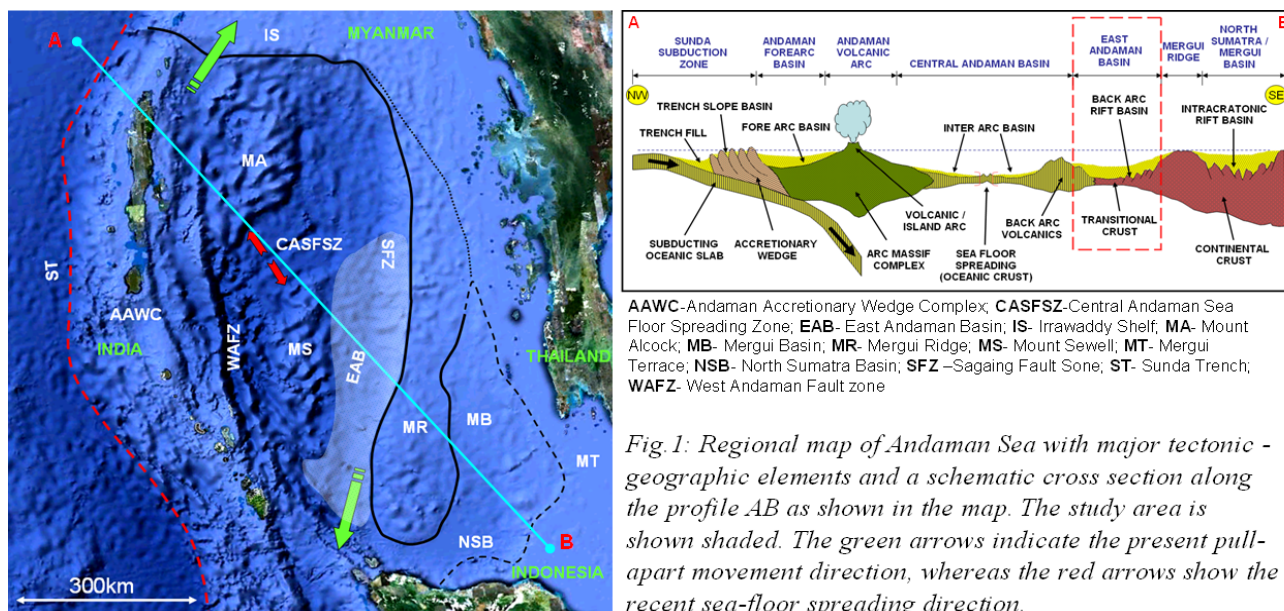 A
IS
MYANMAR
MA
CASFSZ
SFZ
ST
AAWC
INDIA
WAFZ
MS
EAB
THAILAND
MR
MB
MT
NSB
B
INDONESIA
300km
A
B
SUNDA
SUBDUCTION
ZONE
ANDAMAN
FOREARC
BASIN
ANDAMAN
VOLCANIC
ARC
CENTRAL ANDAMAN BASIN
EAST
ANDAMAN
BASIN
MERGUI
RIDGE
NORTH
SUMATRA /
MERGUI
BASIN
NW
SE
TRENCH SLOPE BASIN
TRENCH FILL
FORE ARC BASIN
INTER ARC BASIN
BACK ARC
RIFT BASIN
INTRACRATONIC
RIFT BASIN
SUBDUCTING
OCEANIC SLAB
ACCRETIONARY
WEDGE
ARC MASSIF
COMPLEX
VOLCANIC /
ISLAND ARC
SEA FLOOR
SPREADING
(OCEANIC CRUST)
BACK ARC
VOLCANICS
TRANSITIONAL
CRUST
CONTINENTAL
CRUST
AAWC-Andaman Accretionary Wedge Complex; CASFSZ-Central Andaman Sea
Floor Spreading Zone; EAB- East Andaman Basin; IS- Irrawaddy Shelf; MA- Mount
Alcock; MB- Mergui Basin; MR- Mergui Ridge; MS- Mount Sewell; MT- Mergui
Terrace; NSB- North Sumatra Basin; SFZ –Sagaing Fault Sone; ST- Sunda Trench;
WAFZ- West Andaman Fault zone
Fig.1: Regional map of Andaman Sea with major tectonic -
geographic elements and a schematic cross section along
the profile AB as shown in the map. The study area is
shown shaded. The green arrows indicate the present pull-
apart movement direction, whereas the red arrows show the
recent sea-floor spreading direction.